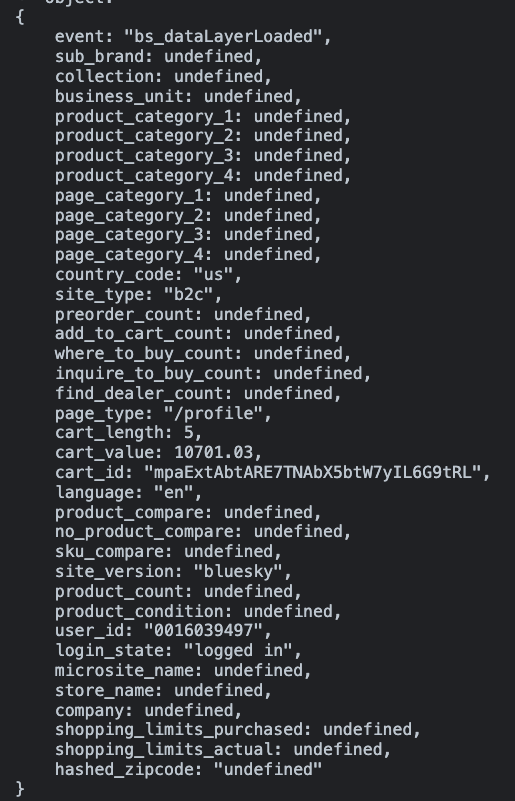 object:
{
event: "bs_dataLayerLoaded",
sub_brand: undefined,
collection: undefined,
business_unit: undefined,
product_category_1: undefined,
product_category_2: undefined,
product_category_3: undefined,
product_category_4: undefined,
page_category_1: undefined,
page_category_2: undefined,
page_category_3: undefined,
page_category_4: undefined,
country_code: "us",
site_type: "b2c",
preorder_count: undefined,
add_to_cart_count: undefined,
where_to_buy_count: undefined,
inquire_to_buy_count: undefined,
find_dealer_count: undefined,
page_type: "/profile",
cart_length: 5,
cart_value: 10701.03,
cart_id: "mpaExtAbtARE7TNAbX5btW7yIL6G9tRL",
language: "en",
product_compare: undefined,
no_product_compare: undefined,
sku_compare: undefined,
site_version: "bluesky",
product_count: undefined,
product_condition: undefined,
user_id: "0016039497",
login_state: "logged in",
microsite_name: undefined,
store_name: undefined,
company: undefined,
shopping_limits_purchased: undefined,
shopping_limits_actual: undefined,
hashed_zipcode: "undefined"
}